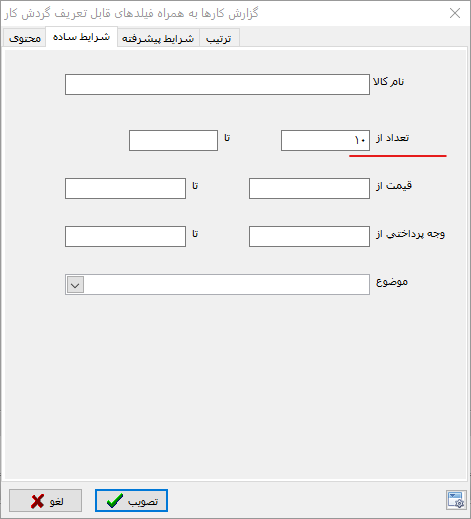 گزارش کارها به همراه فیلدهای قابل تعریف گردش کار
محتوی شرایط ساده شرایط پیشرفته ترتیب
نام کالا
تعداد از ۱۰ تا
قیمت از تا
وجه پرداختی از تا
موضوع
تصویب لغو